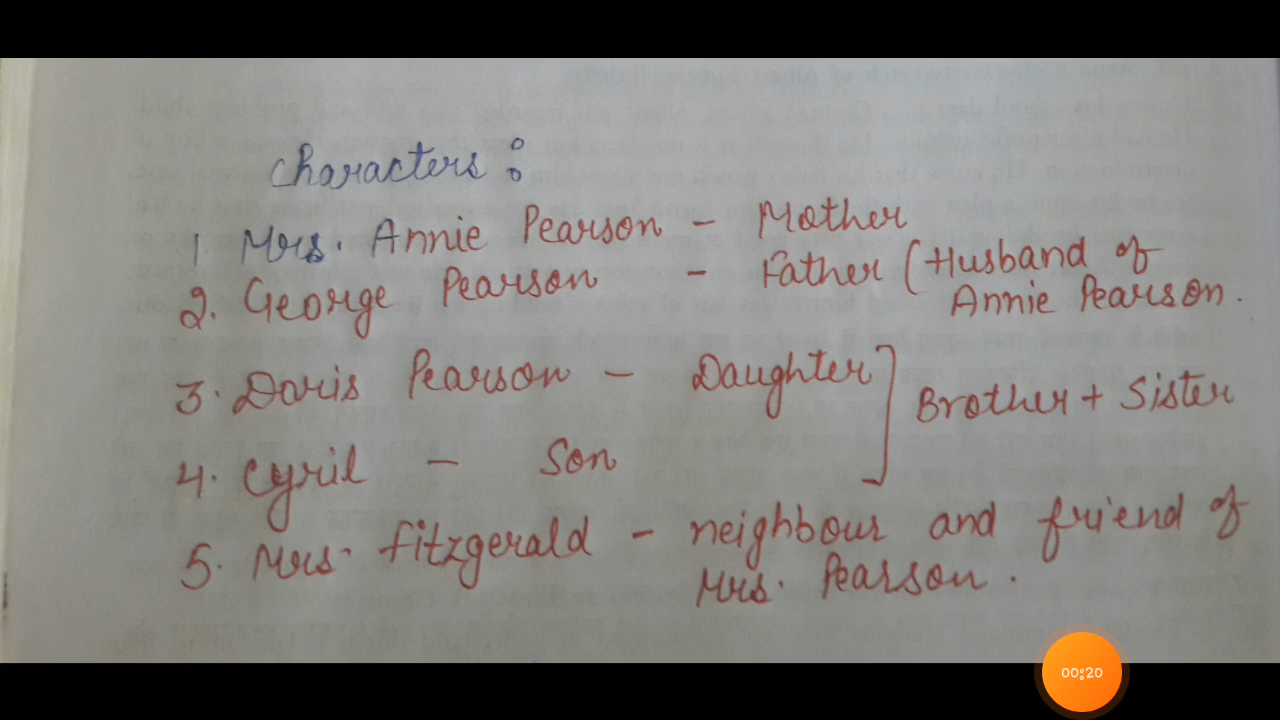 Characters :
1. Mrs. Annie Pearson - Mother
2. George Pearson - Father (Husband of
Annie Pearson.
3. Doris Pearson - Daughter
Brother + Sister
4. Cyril - Son
5. Mrs. Fitzgerald - neighbour and friend of
Mrs. Pearson.
00:20